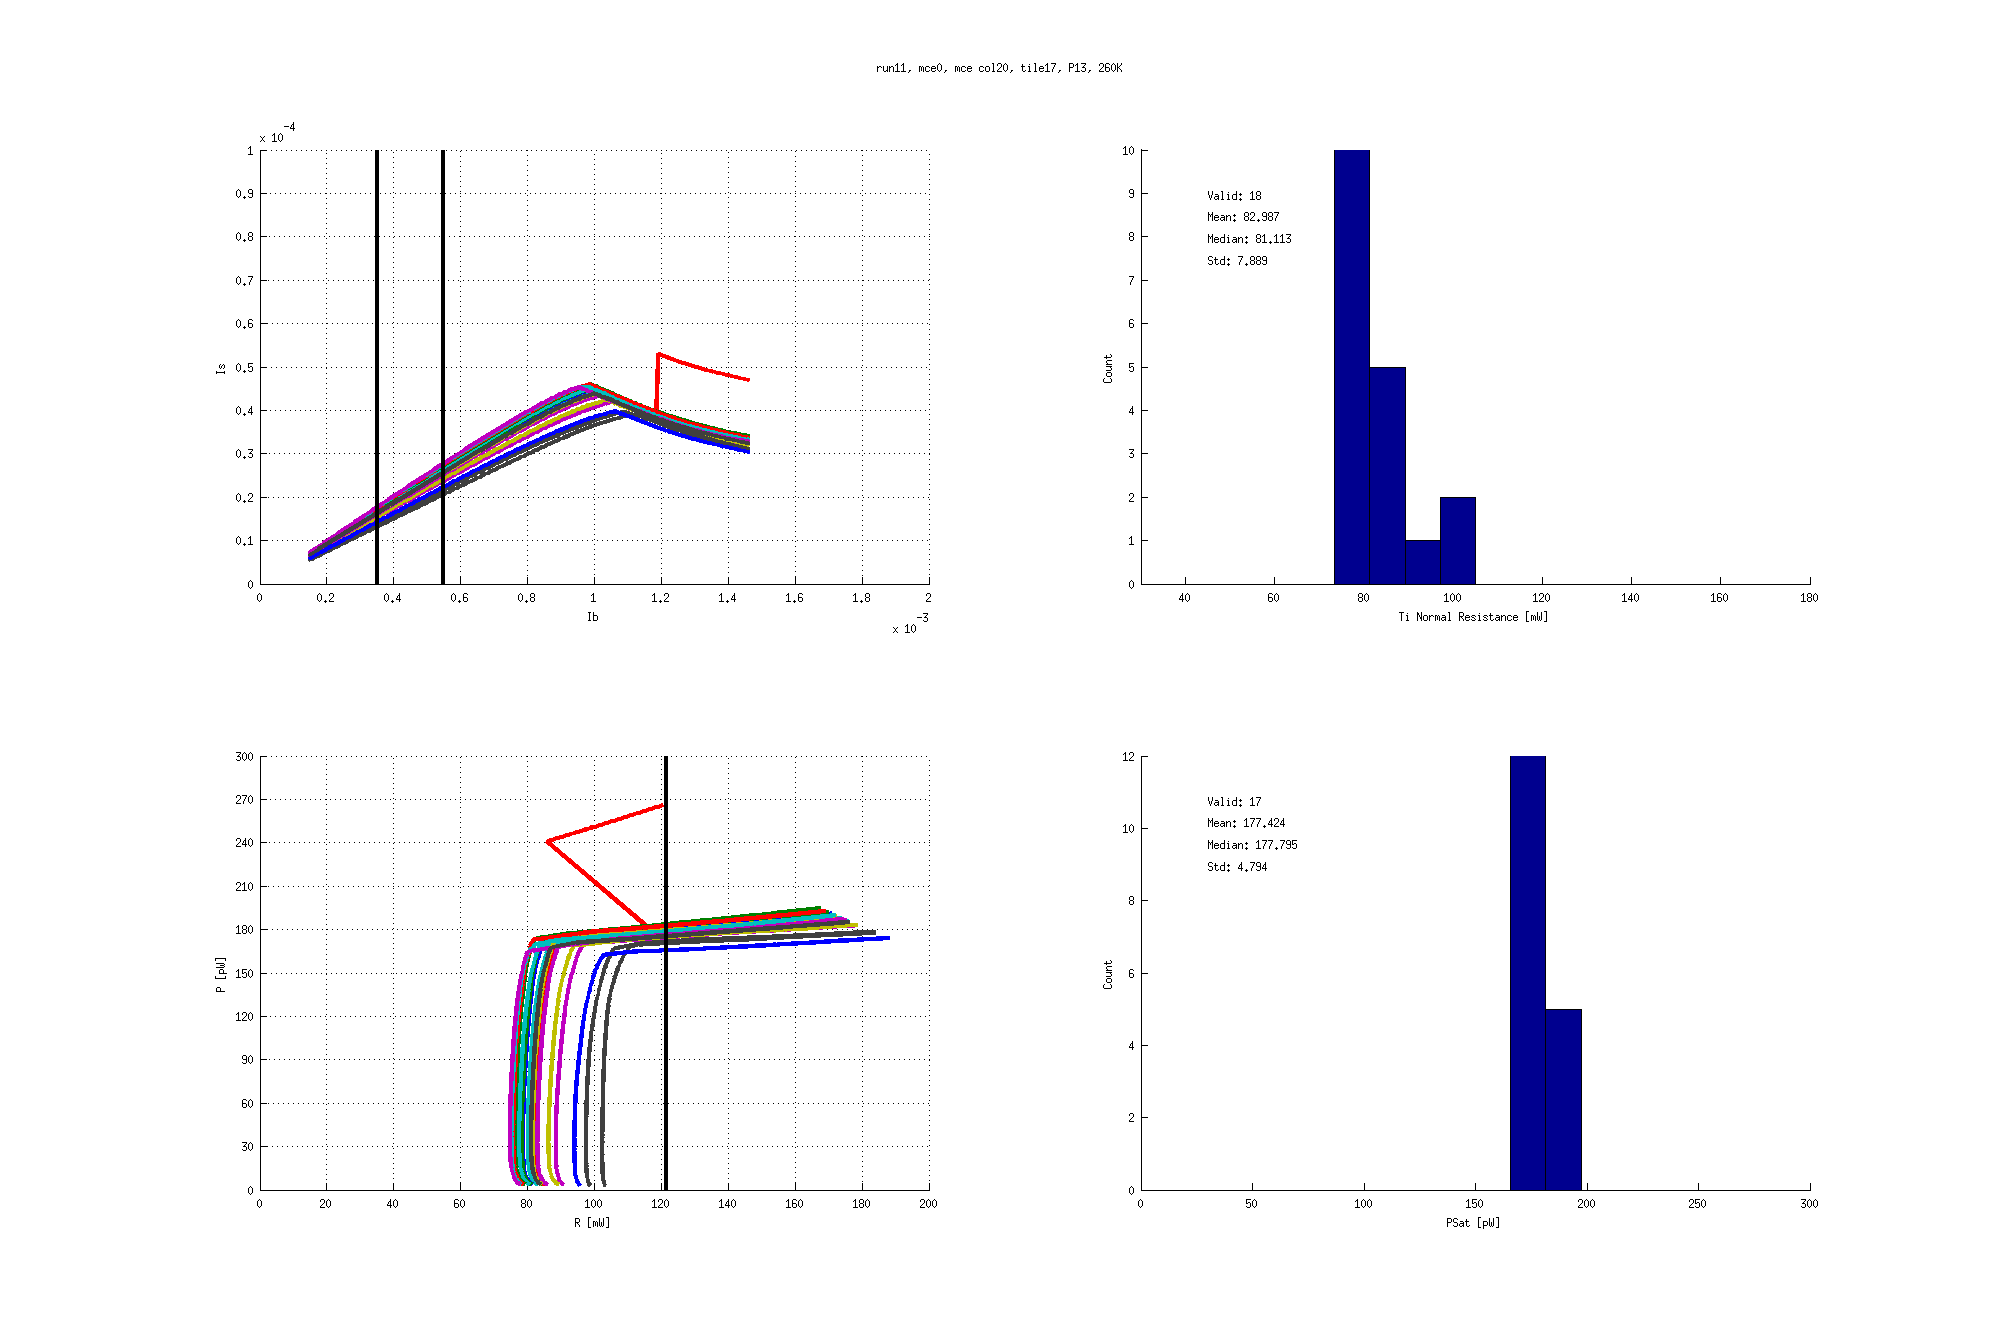 run11, mce0, mce col20, tile17, P13, 260K
x 10^-4
1
0.9
0.8
0.7
0.6
0.5
0.4
0.3
0.2
0.1
0
Is
0 0.2 0.4 0.6 0.8 1 1.2 1.4 1.6 1.8 2
Ib
x 10^-3
10
9
8
7
6
5
4
3
2
1
0
Count
Valid: 18
Mean: 82.987
Median: 81.113
Std: 7.889
40 60 80 100 120 140 160 180
Ti Normal Resistance [mW]
300
270
240
210
180
150
120
90
60
30
0
P [pW]
0 20 40 60 80 100 120 140 160 180 200
R [mW]
12
10
8
6
4
2
0
Count
Valid: 17
Mean: 177.424
Median: 177.795
Std: 4.794
0 50 100 150 200 250 300
PSat [pW]